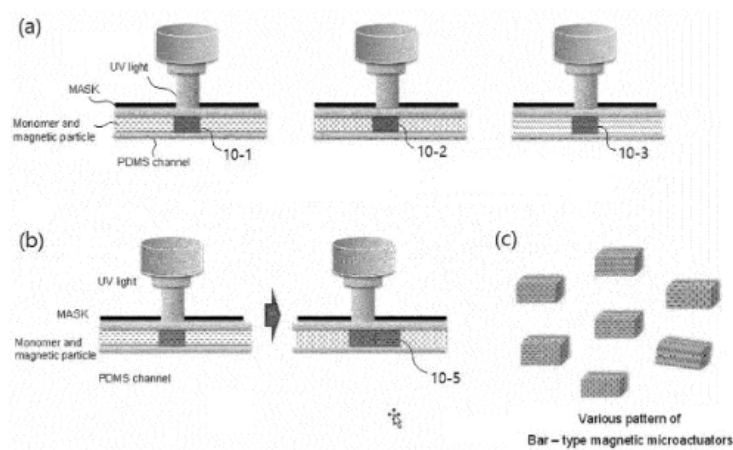 (a)
UV light
MASK
Monomer and
magnetic particle
PDMS channel
10-1
10-2
10-3
(b)
UV light
MASK
Monomer and
magnetic particle
PDMS channel
10-5
(c)
Various pattern of
Bar – type magnetic microactuators